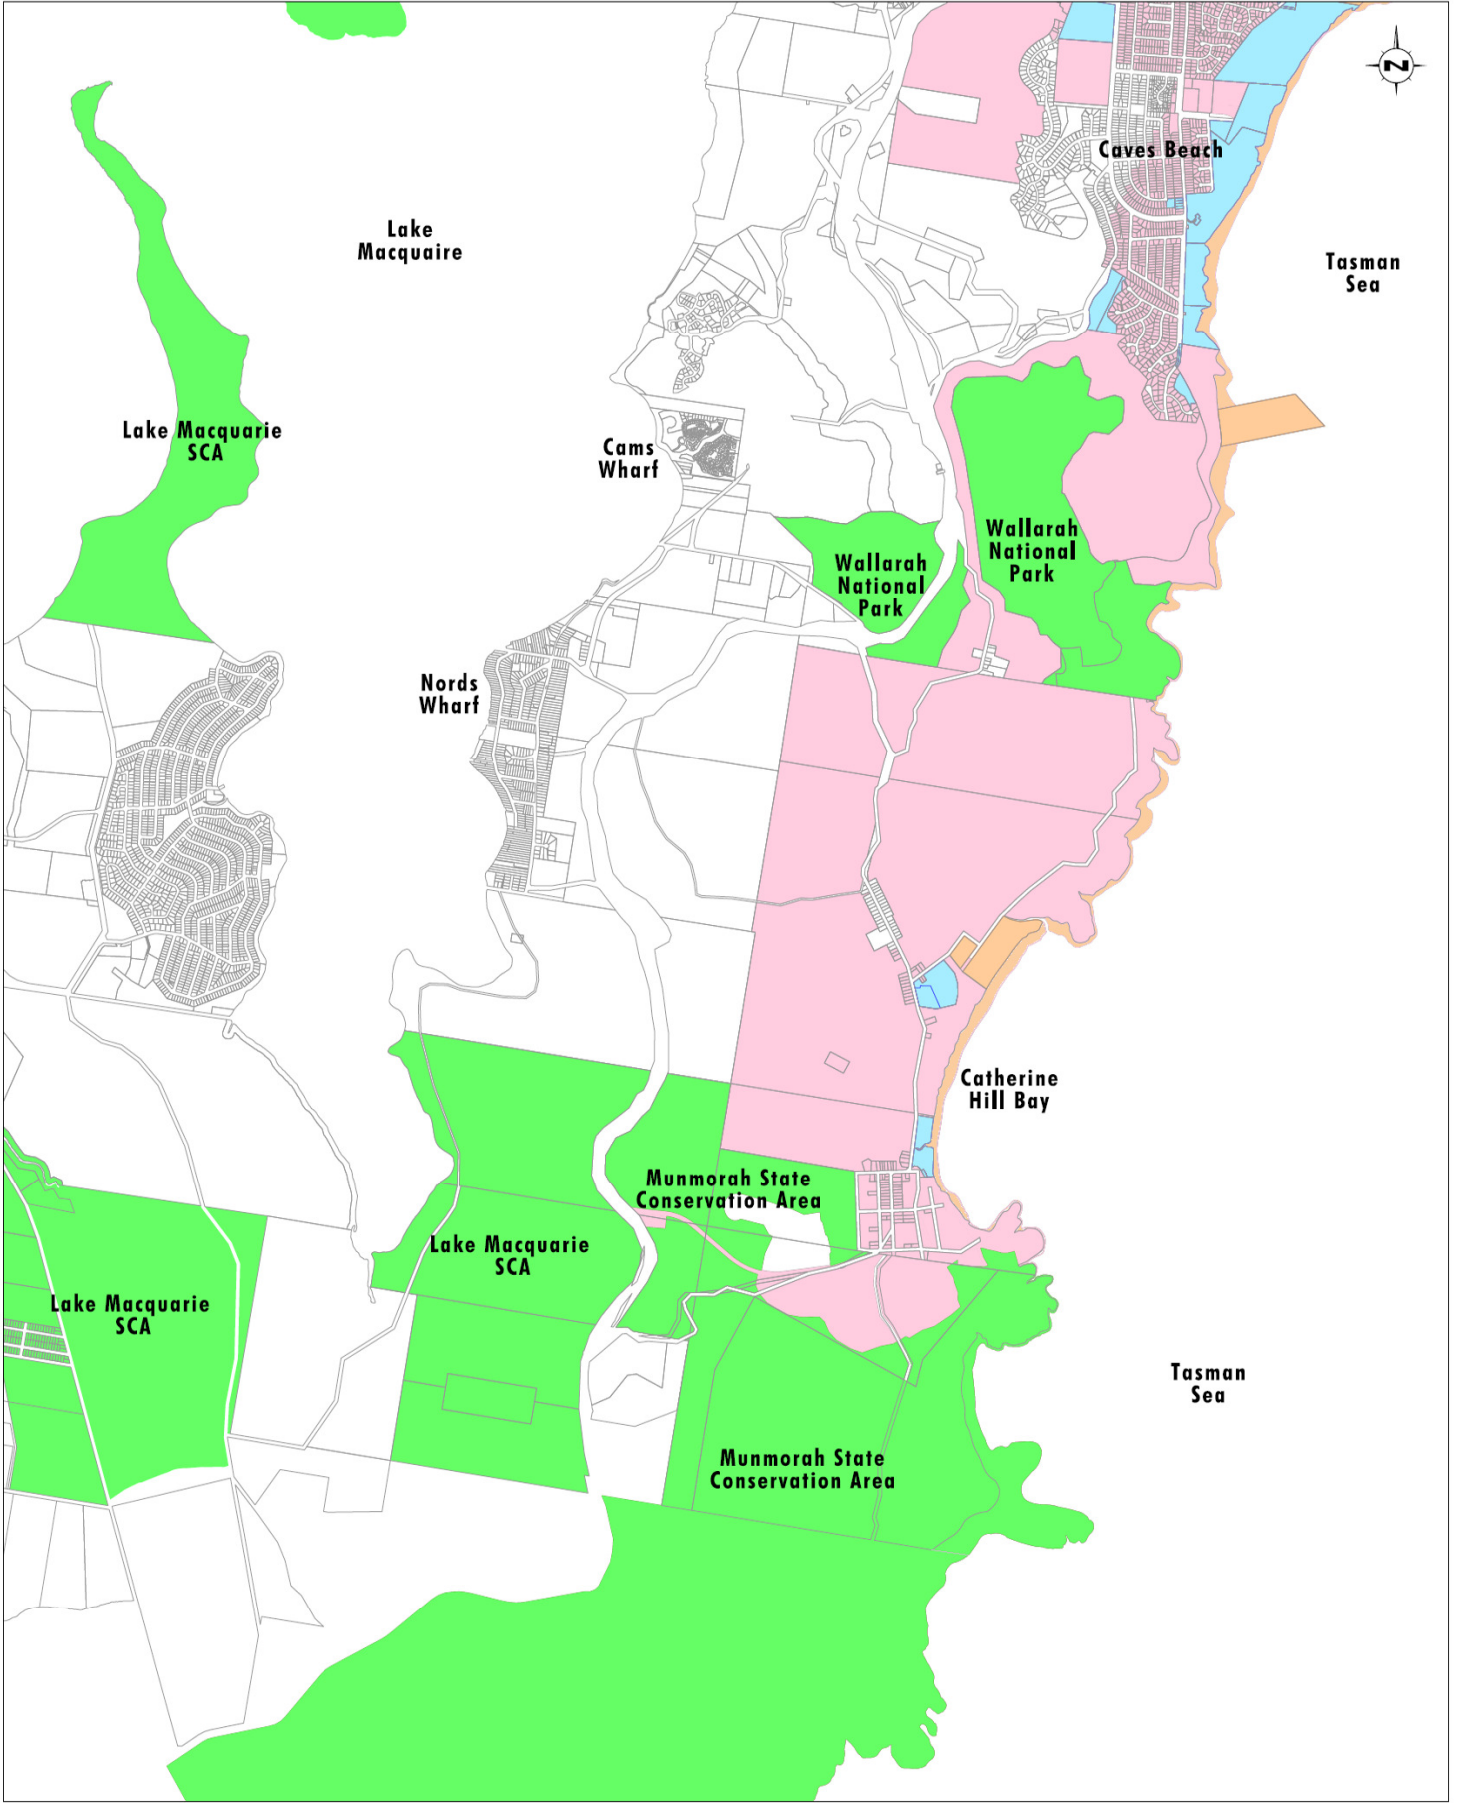 N
Caves Beach
Lake
Macquaire
Tasman
Sea
Lake Macquarie
SCA
Cams
Wharf
Wallarah
National
Park
Wallarah
National
Park
Nords
Wharf
Catherine
Hill Bay
Munmorah State
Conservation Area
Lake Macquarie
SCA
Lake Macquarie
SCA
Tasman
Sea
Munmorah State
Conservation Area